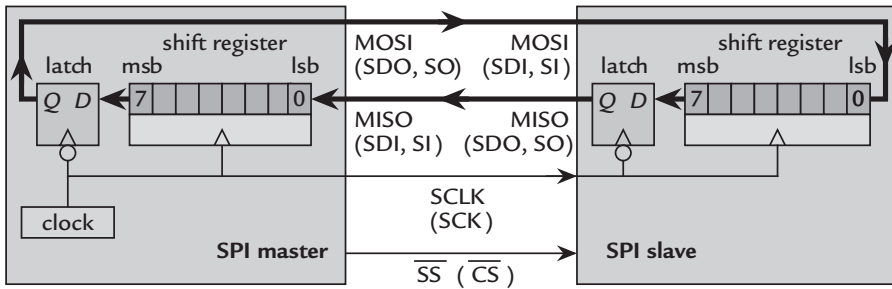 shift register
MOSI
(SDO, SO)
MOSI
(SDI, SI)
shift register
latch
msb
lsb
latch
msb
lsb
Q D
7
0
Q D
7
0
MISO
(SDI, SI)
MISO
(SDO, SO)
SCLK
(SCK)
clock
SPI master
SS (CS)
SPI slave